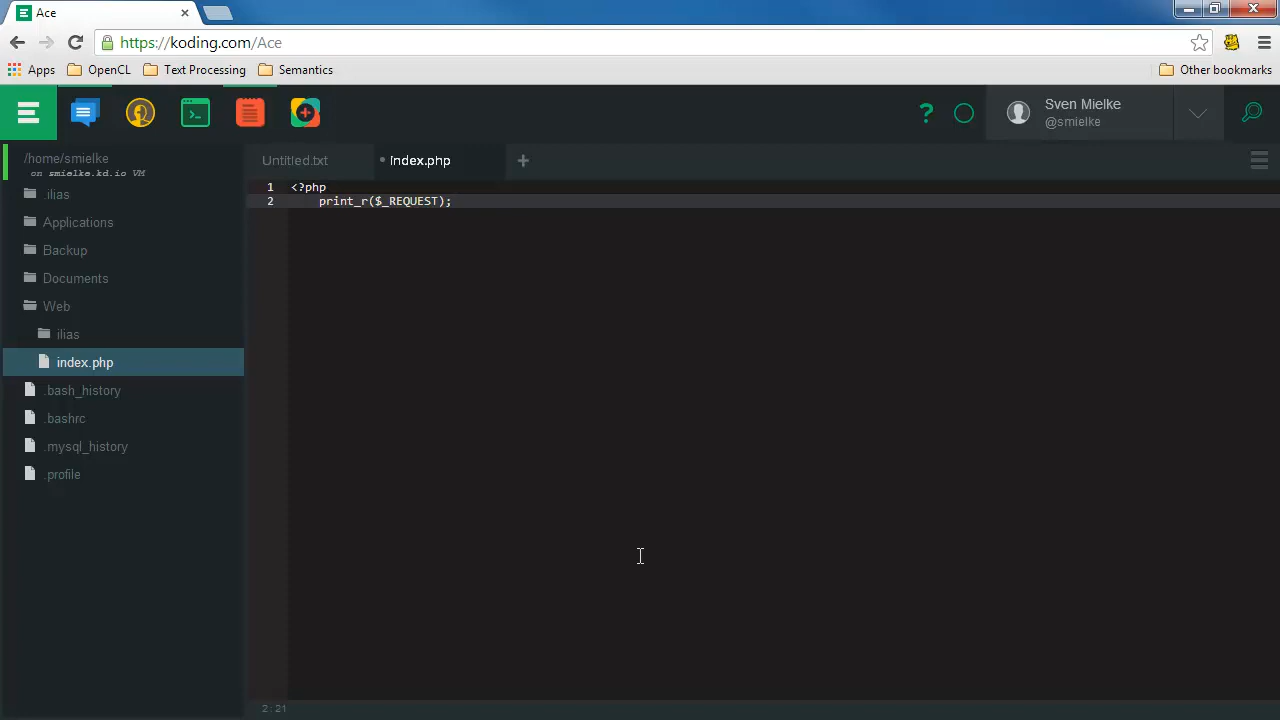 Ace
https://koding.com/Ace
Apps OpenCL Text Processing Semantics Other bookmarks
? Sven Mielke
@smielke
/home/smielke
on smielke.kd.io VM
.ilias
Applications
Backup
Documents
Web
ilias
index.php
.bash_history
.bashrc
.mysql_history
.profile
Untitled.txt index.php
1 <?php
2 print_r($_REQUEST);
2:21